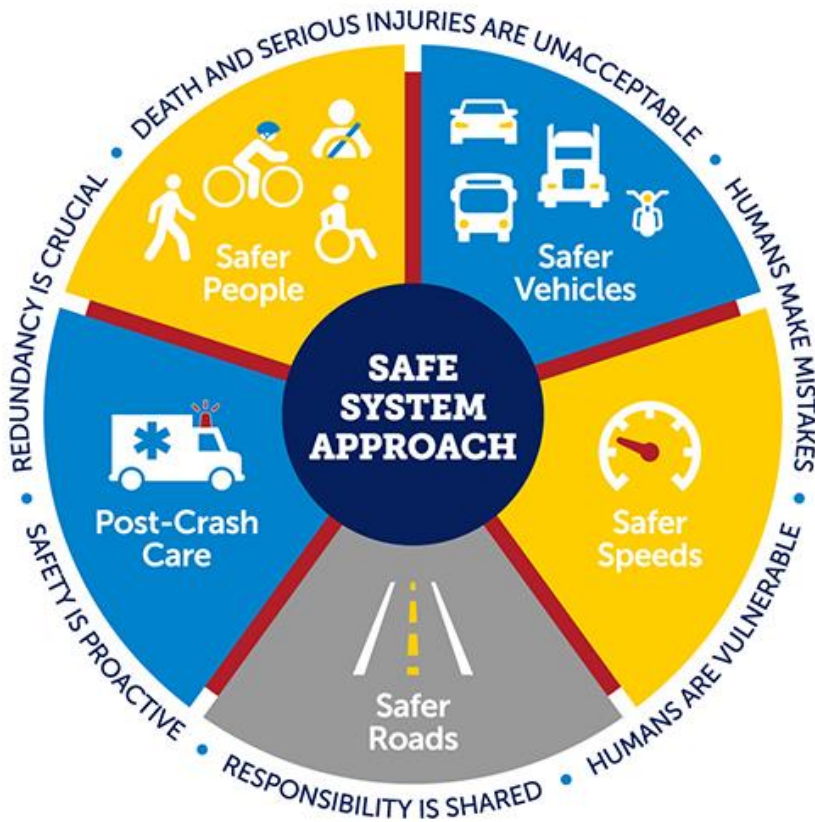 DEATH AND SERIOUS INJURIES ARE UNACCEPTABLE
HUMANS MAKE MISTAKES
HUMANS ARE VULNERABLE
RESPONSIBILITY IS SHARED
SAFETY IS PROACTIVE
REDUNDANCY IS CRUCIAL
Safer
People
Safer
Vehicles
SAFE
SYSTEM
APPROACH
Safer
Speeds
Safer
Roads
Post-Crash
Care